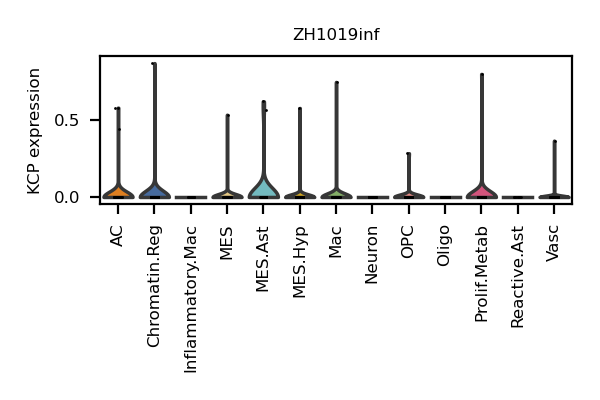 ZH1019inf
KCP expression
0.5
0.0
AC
Chromatin.Reg
Inflammatory.Mac
MES
MES.Ast
MES.Hyp
Mac
Neuron
OPC
Oligo
Prolif.Metab
Reactive.Ast
Vasc